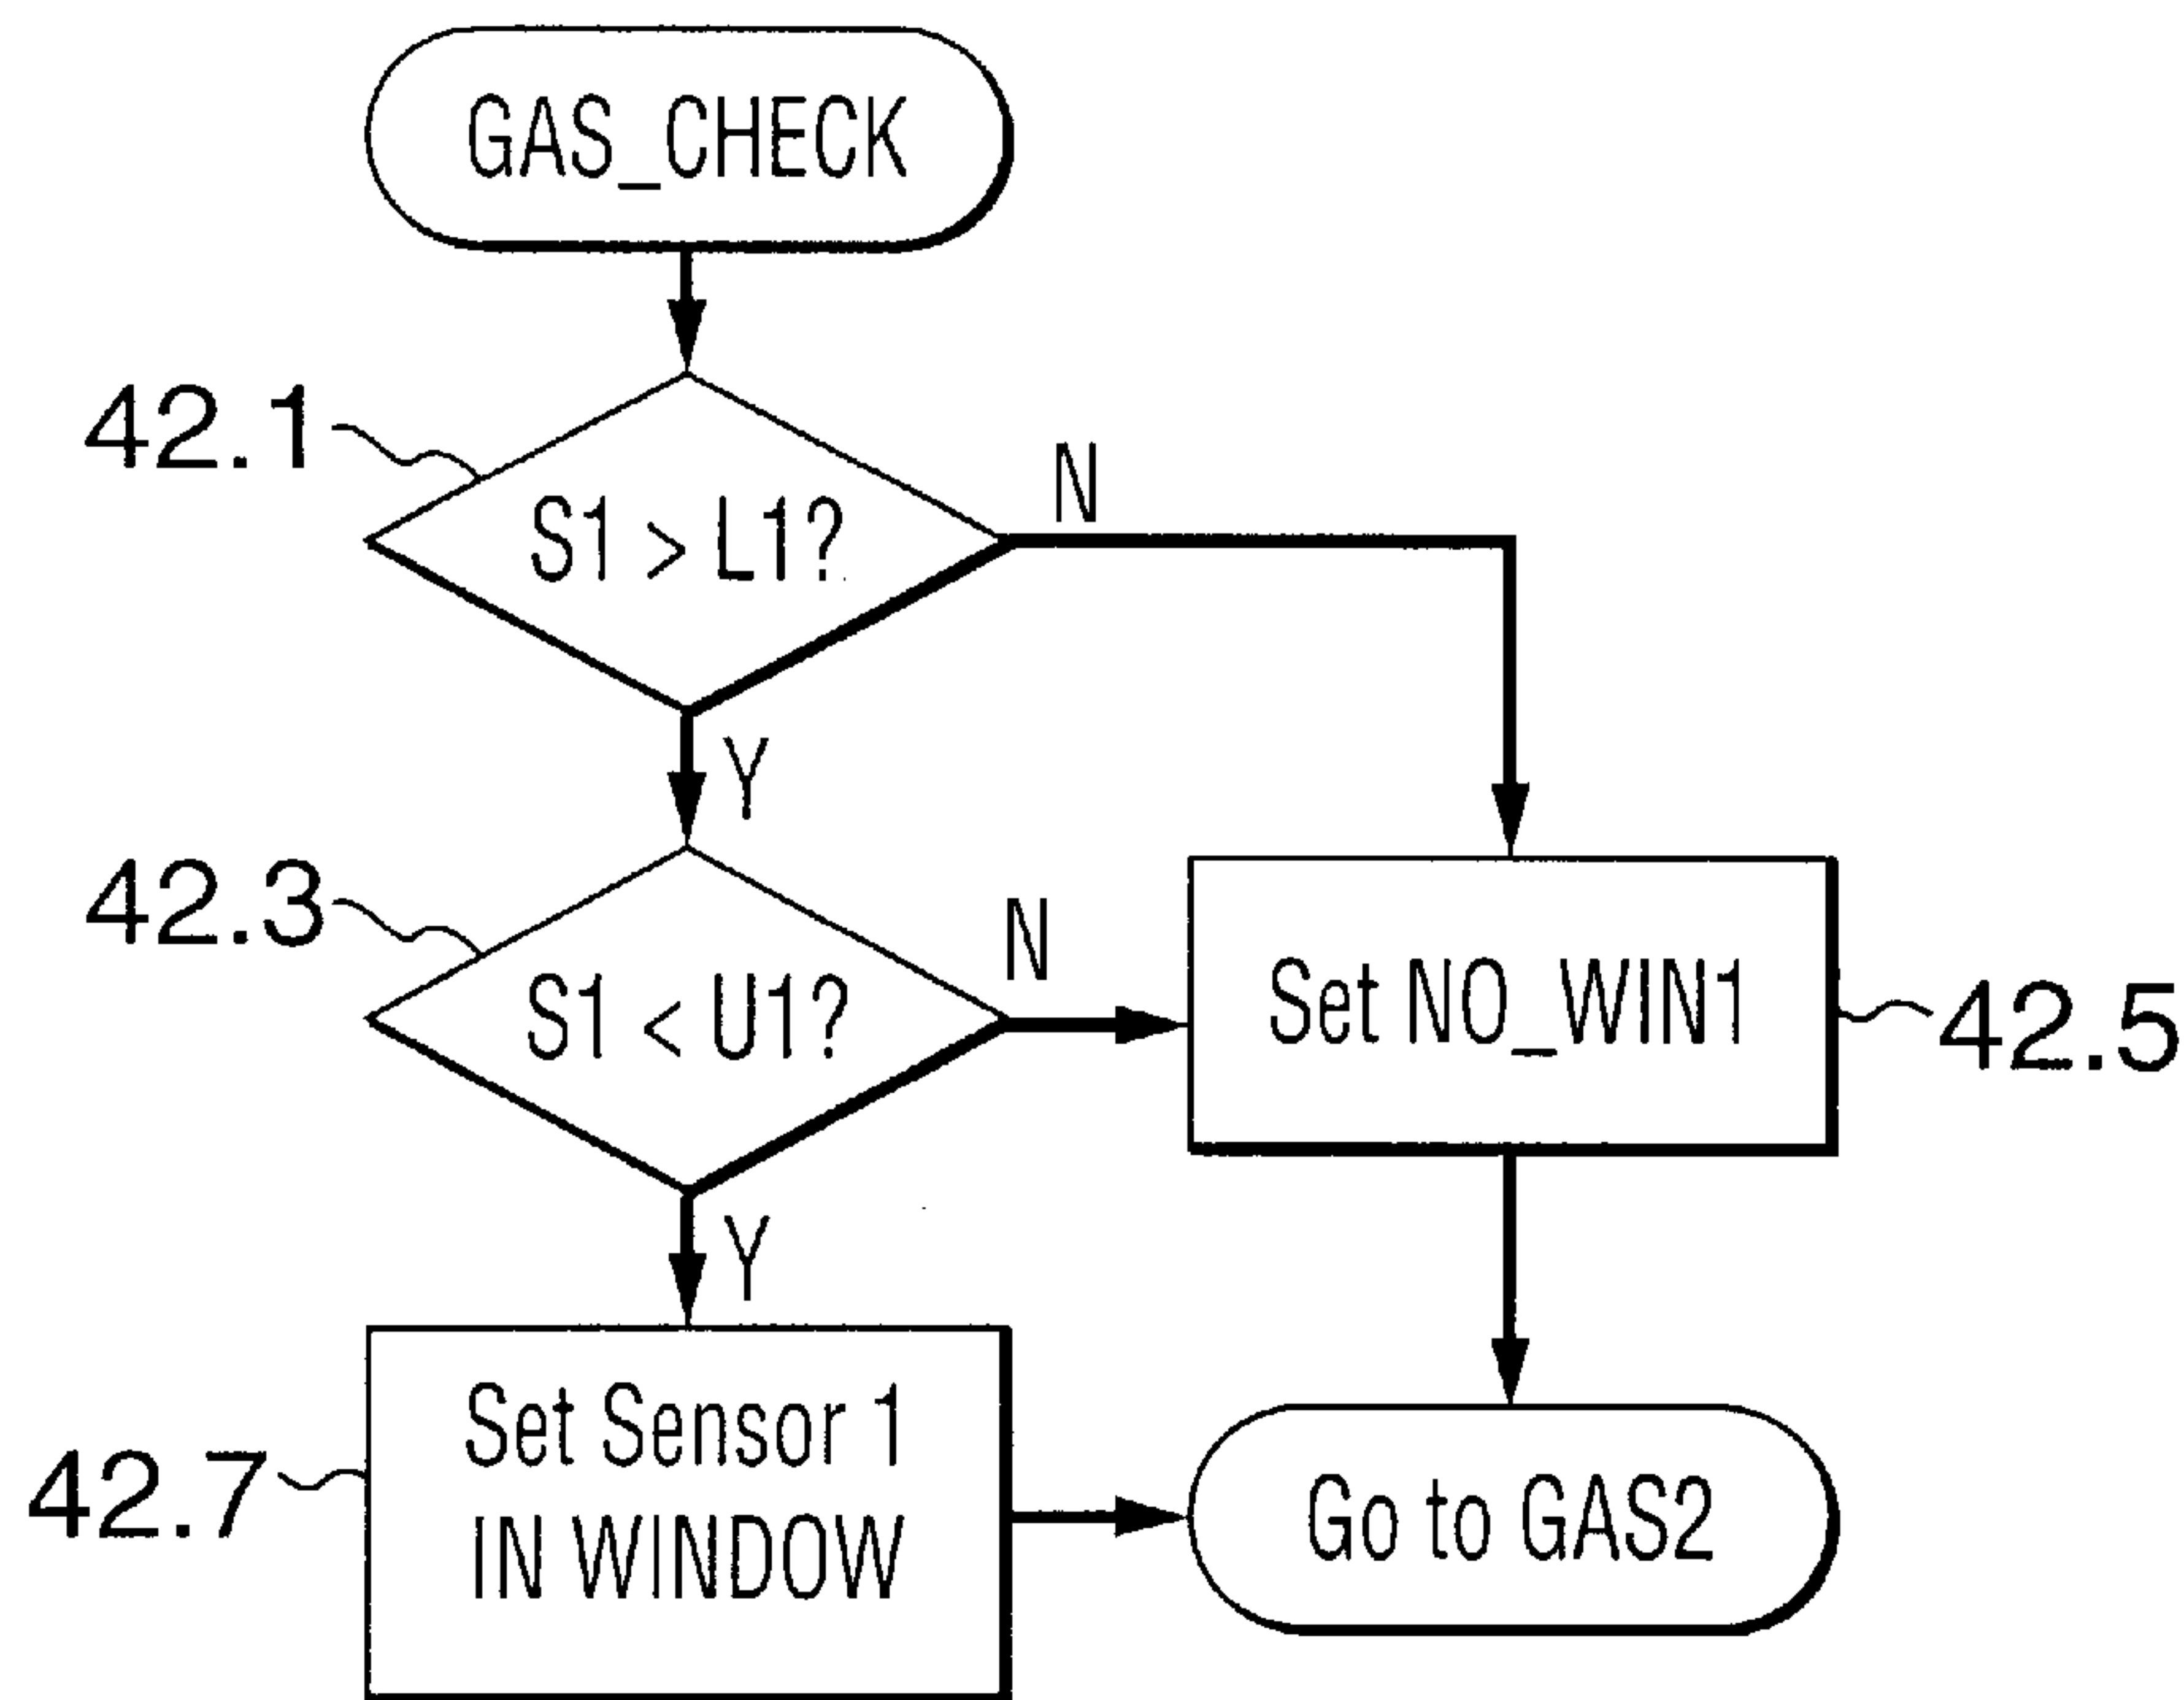 GAS_CHECK
42.1
S1 > L1?
N
Y
42.3
S1 < U1?
N
Set NO_WIN1
42.5
Y
42.7
Set Sensor 1
IN WINDOW
Go to GAS2